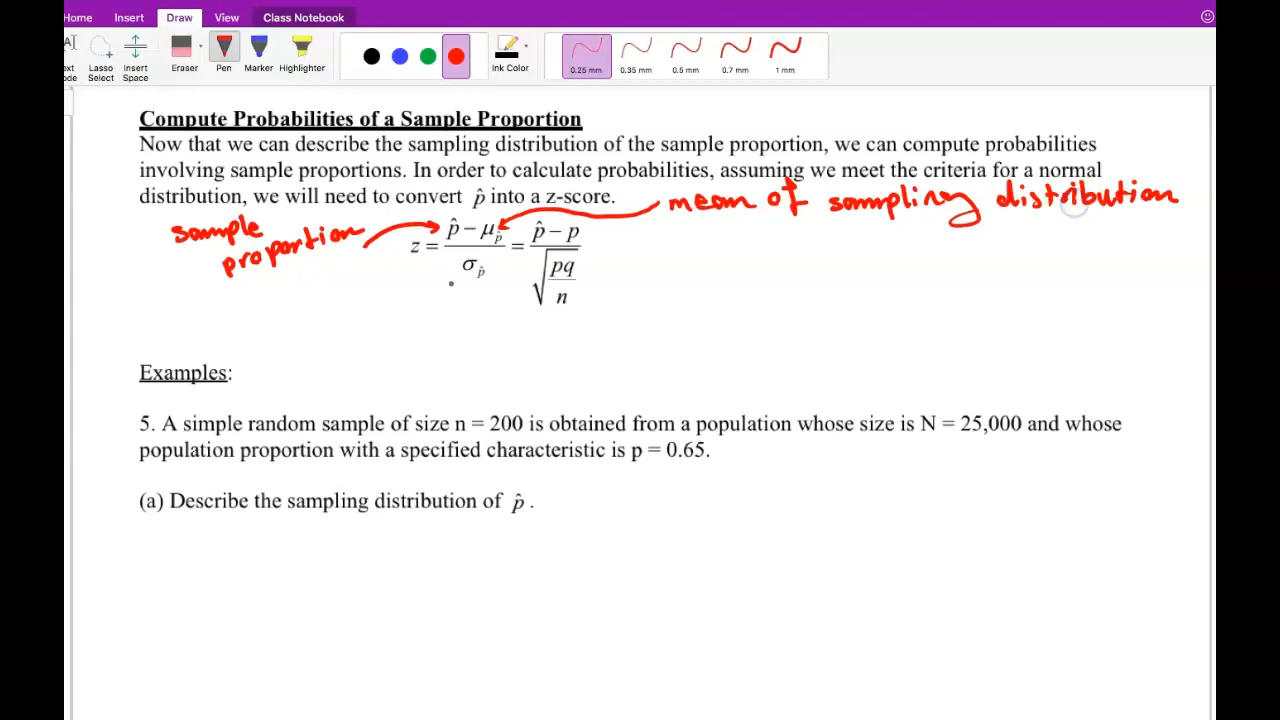 Home Insert Draw View Class Notebook
Lasso Select Insert Space Eraser Pen Marker Highlighter Ink Color 0.25 mm 0.35 mm 0.5 mm 0.7 mm 1 mm
Compute Probabilities of a Sample Proportion
Now that we can describe the sampling distribution of the sample proportion, we can compute probabilities
involving sample proportions. In order to calculate probabilities, assuming we meet the criteria for a normal
distribution, we will need to convert p̂ into a z-score.
mean of sampling distribution
sample
proportion
z = (p̂ − μ_p̂) / σ_p̂ = (p̂ − p) / √(pq / n)
Examples:
5. A simple random sample of size n = 200 is obtained from a population whose size is N = 25,000 and whose
population proportion with a specified characteristic is p = 0.65.
(a) Describe the sampling distribution of p̂ .